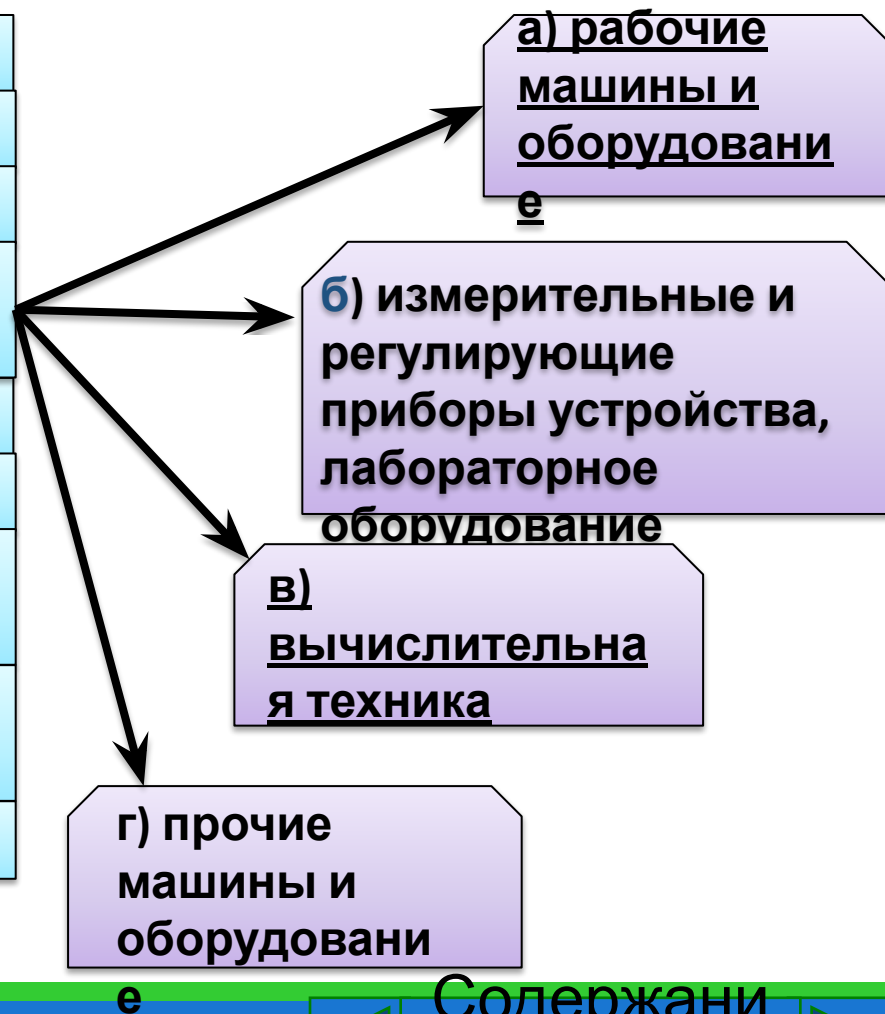 а) рабочие
машины и
оборудовани
е
б) измерительные и
регулирующие
приборы устройства,
лабораторное
оборудование
в)
вычислительна
я техника
г) прочие
машины и
оборудовани
е
Содержани